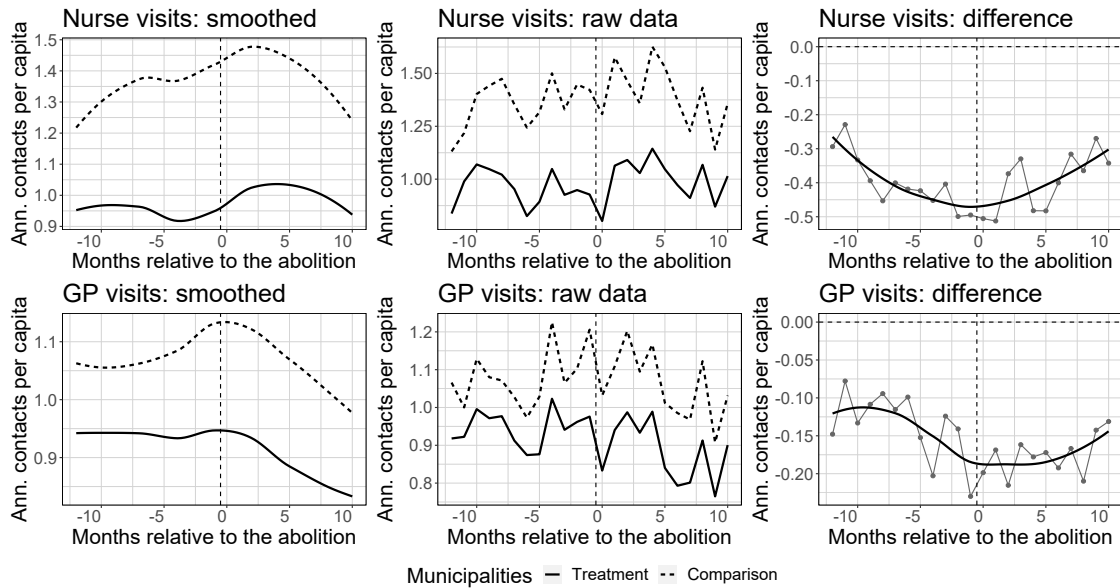 Nurse visits: smoothed
Ann. contacts per capita
1.5
1.4
1.3
1.2
1.1
1.0
0.9
-10 -5 0 5 10
Months relative to the abolition
Nurse visits: raw data
Ann. contacts per capita
1.50
1.25
1.00
-10 -5 0 5 10
Months relative to the abolition
Nurse visits: difference
Ann. contacts per capita
0.0
-0.1
-0.2
-0.3
-0.4
-0.5
-10 -5 0 5 10
Months relative to the abolition
GP visits: smoothed
Ann. contacts per capita
1.1
1.0
0.9
-10 -5 0 5 10
Months relative to the abolition
GP visits: raw data
Ann. contacts per capita
1.2
1.1
1.0
0.9
0.8
-10 -5 0 5 10
Months relative to the abolition
GP visits: difference
Ann. contacts per capita
0.00
-0.05
-0.10
-0.15
-0.20
-10 -5 0 5 10
Months relative to the abolition
Municipalities Treatment Comparison